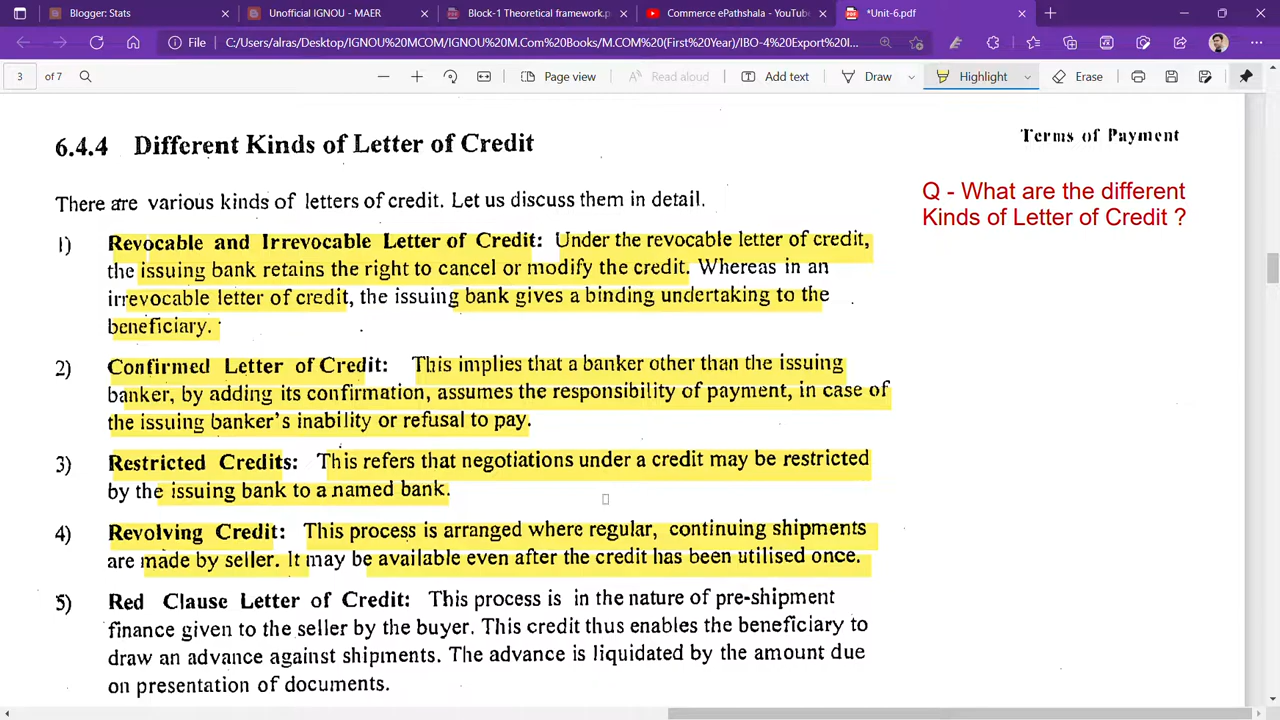 Blogger: Stats
Unofficial IGNOU - MAER
Block-1 Theoretical framework.p
Commerce ePathshala - YouTub
*Unit-6.pdf
File
C:/Users/alras/Desktop/IGNOU%20MCOM/IGNOU%20M.Com%20Books/M.COM%20(First%20Year)/IBO-4%20Export%20I...
3 of 7
Page view
Read aloud
Add text
Draw
Highlight
Erase
6.4.4 Different Kinds of Letter of Credit
Terms of Payment
Q - What are the different
Kinds of Letter of Credit ?
There are various kinds of letters of credit. Let us discuss them in detail.
1) Revocable and Irrevocable Letter of Credit: Under the revocable letter of credit,
the issuing bank retains the right to cancel or modify the credit. Whereas in an
irrevocable letter of credit, the issuing bank gives a binding undertaking to the
beneficiary.
2) Confirmed Letter of Credit: This implies that a banker other than the issuing
banker, by adding its confirmation, assumes the responsibility of payment, in case of
the issuing banker's inability or refusal to pay.
3) Restricted Credits: This refers that negotiations under a credit may be restricted
by the issuing bank to a named bank.
4) Revolving Credit: This process is arranged where regular, continuing shipments
are made by seller. It may be available even after the credit has been utilised once.
5) Red Clause Letter of Credit: This process is in the nature of pre-shipment
finance given to the seller by the buyer. This credit thus enables the beneficiary to
draw an advance against shipments. The advance is liquidated by the amount due
on presentation of documents.